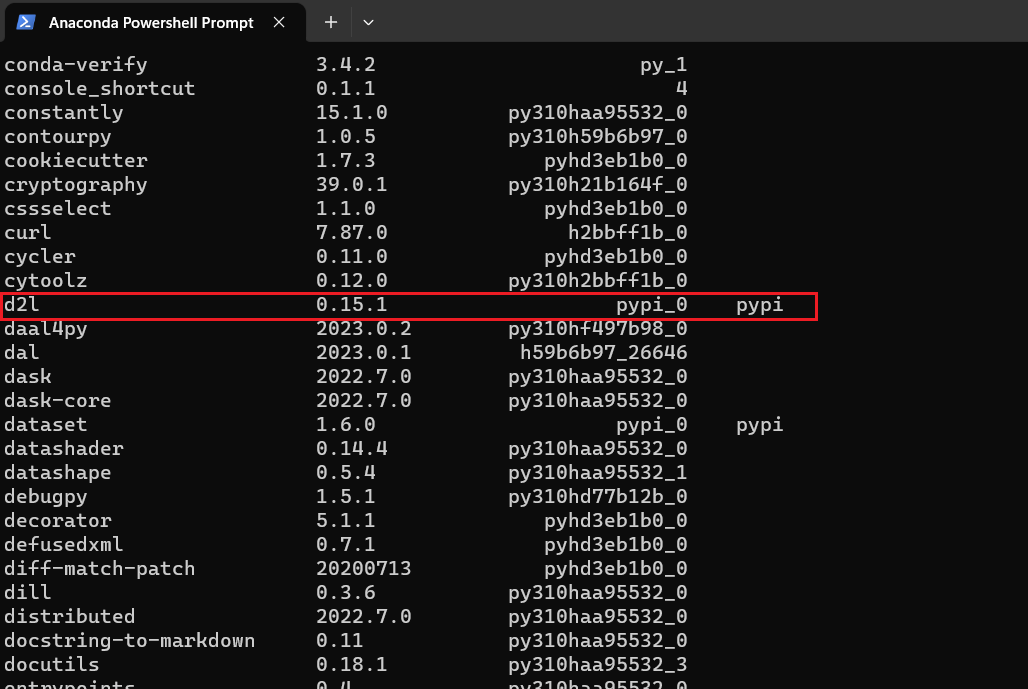 Anaconda Powershell Prompt
conda-verify 3.4.2 py_1
console_shortcut 0.1.1 4
constantly 15.1.0 py310haa95532_0
contourpy 1.0.5 py310h59b6b97_0
cookiecutter 1.7.3 pyhd3eb1b0_0
cryptography 39.0.1 py310h21b164f_0
cssselect 1.1.0 pyhd3eb1b0_0
curl 7.87.0 h2bbff1b_0
cycler 0.11.0 pyhd3eb1b0_0
cytoolz 0.12.0 py310h2bbff1b_0
d2l 0.15.1 pypi_0 pypi
daal4py 2023.0.2 py310hf497b98_0
dal 2023.0.1 h59b6b97_26646
dask 2022.7.0 py310haa95532_0
dask-core 2022.7.0 py310haa95532_0
dataset 1.6.0 pypi_0 pypi
datashader 0.14.4 py310haa95532_0
datashape 0.5.4 py310haa95532_1
debugpy 1.5.1 py310hd77b12b_0
decorator 5.1.1 pyhd3eb1b0_0
defusedxml 0.7.1 pyhd3eb1b0_0
diff-match-patch 20200713 pyhd3eb1b0_0
dill 0.3.6 py310haa95532_0
distributed 2022.7.0 py310haa95532_0
docstring-to-markdown 0.11 py310haa95532_0
docutils 0.18.1 py310haa95532_3
entrypoints 0.4 py310haa95532_0